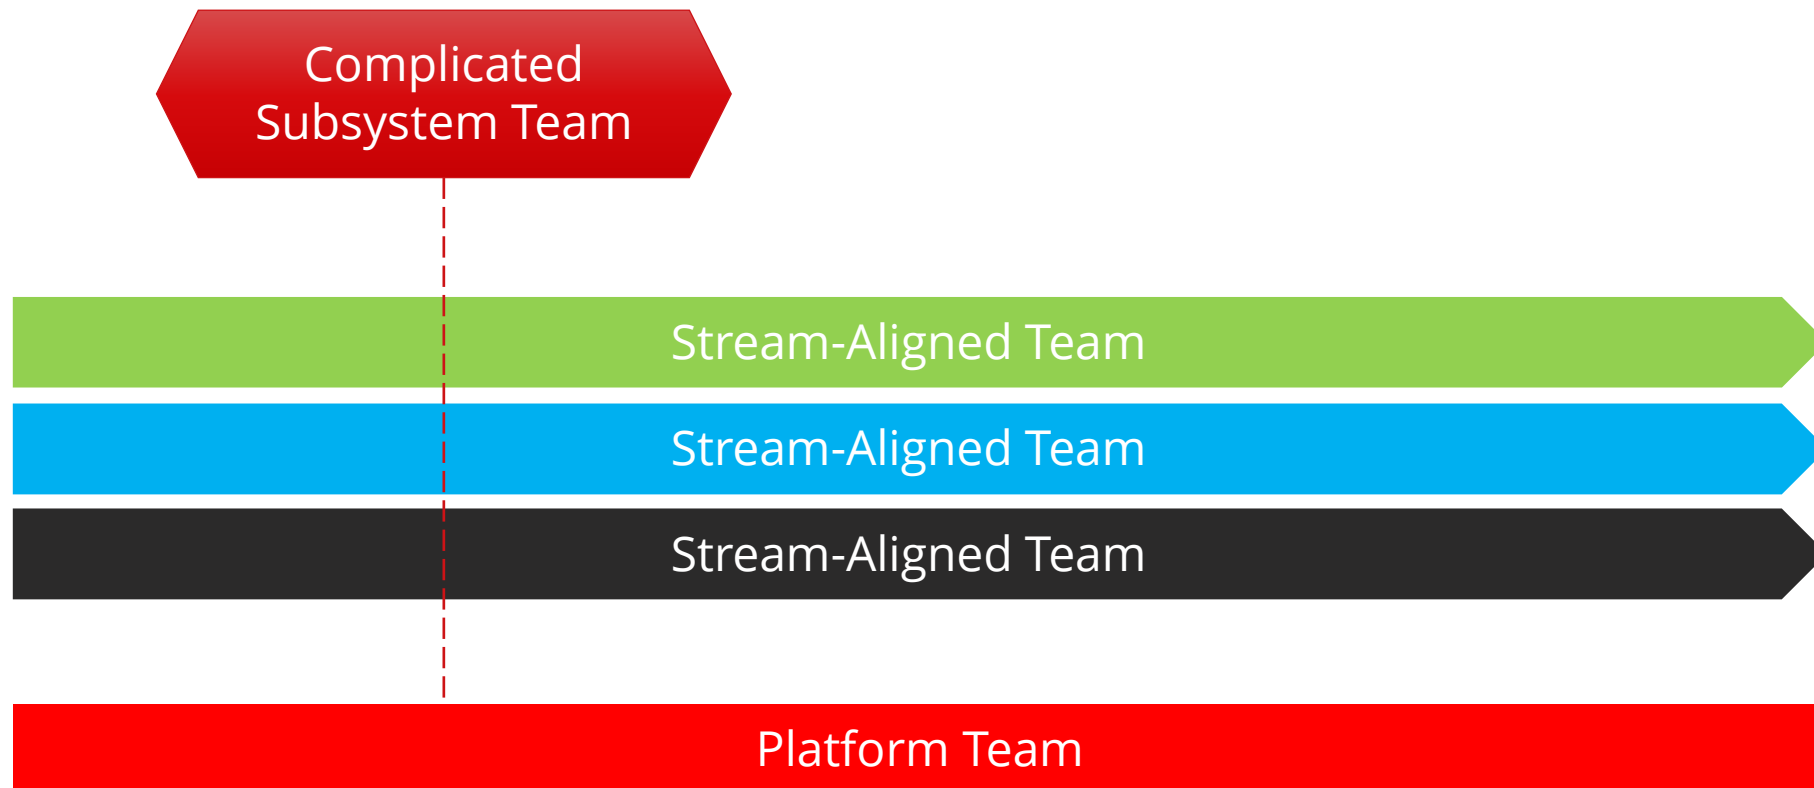 Complicated
Subsystem Team
Stream-Aligned Team
Stream-Aligned Team
Stream-Aligned Team
Platform Team